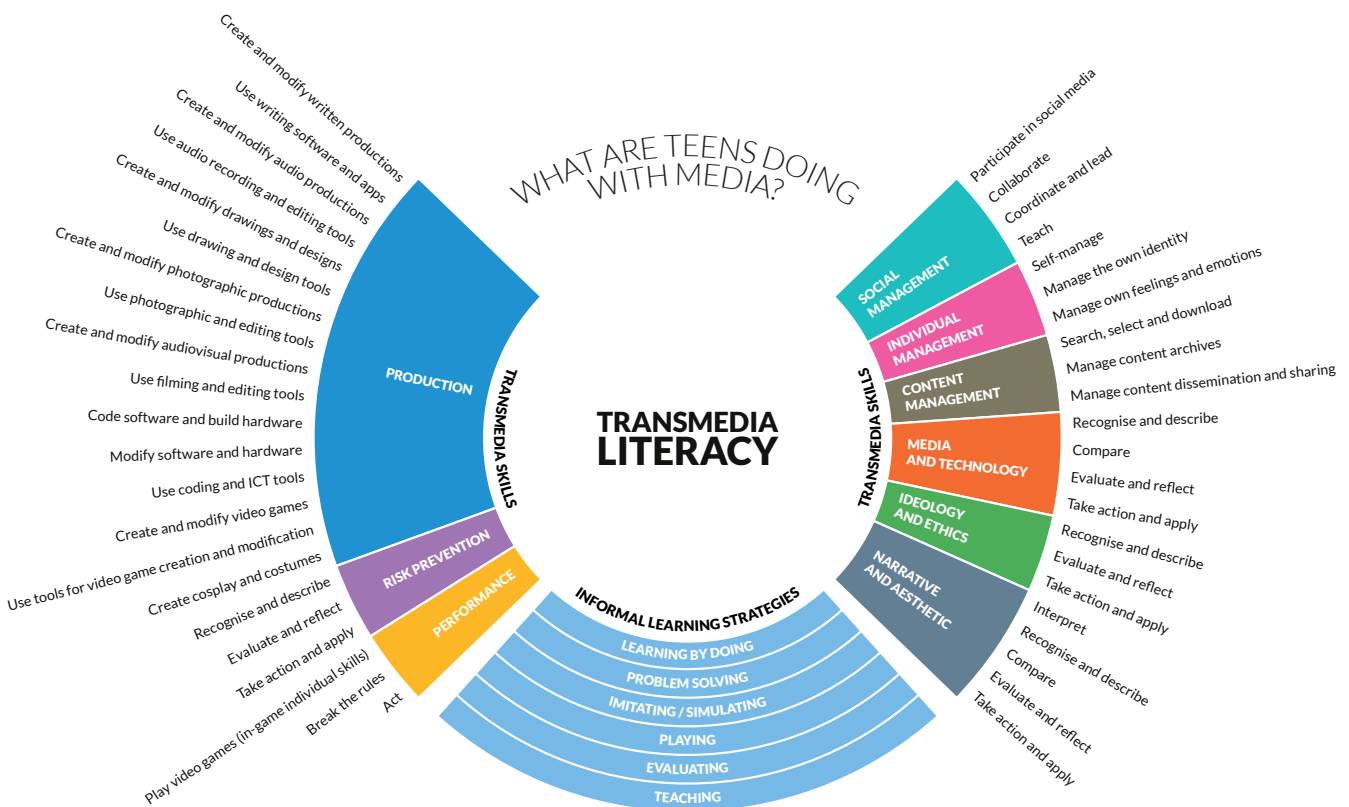 WHAT ARE TEENS DOING
WITH MEDIA?
TRANSMEDIA
LITERACY
TRANSMEDIA SKILLS
PRODUCTION
Create and modify written productions
Use writing software and apps
Create and modify audio productions
Use audio recording and editing tools
Create and modify drawings and designs
Use drawing and design tools
Create and modify photographic productions
Use photographic and editing tools
Create and modify audiovisual productions
Use filming and editing tools
Code software and build hardware
Modify software and hardware
Use coding and ICT tools
Create and modify video games
Use tools for video game creation and modification
Create cosplay and costumes
RISK PREVENTION
Recognise and describe
Evaluate and reflect
Take action and apply
PERFORMANCE
Play video games (in-game individual skills)
Break the rules
Act
TRANSMEDIA SKILLS
SOCIAL
MANAGEMENT
Participate in social media
Collaborate
Coordinate and lead
Teach
INDIVIDUAL
MANAGEMENT
Self-manage
Manage the own identity
Manage own feelings and emotions
CONTENT
MANAGEMENT
Search, select and download
Manage content archives
Manage content dissemination and sharing
MEDIA
AND TECHNOLOGY
Recognise and describe
Compare
Evaluate and reflect
Take action and apply
IDEOLOGY
AND ETHICS
Recognise and describe
Evaluate and reflect
Take action and apply
NARRATIVE
AND AESTHETIC
Interpret
Recognise and describe
Compare
Evaluate and reflect
Take action and apply
INFORMAL LEARNING STRATEGIES
LEARNING BY DOING
PROBLEM SOLVING
IMITATING / SIMULATING
PLAYING
EVALUATING
TEACHING